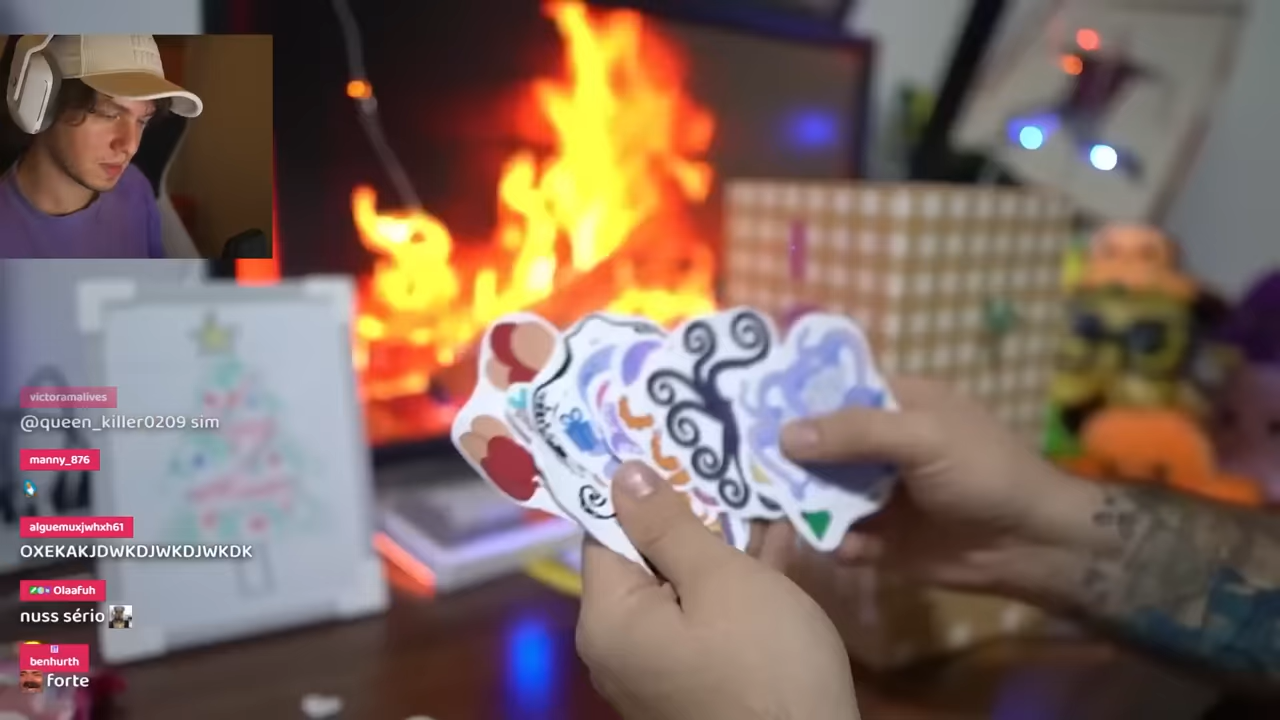 victoramalives
@queen_killer0209 sim
manny_876
alguemuxjwhxh61
OXEKAKJDWKDJWKDJWKDK
Olaafuh
nuss sério
benhurth
forte